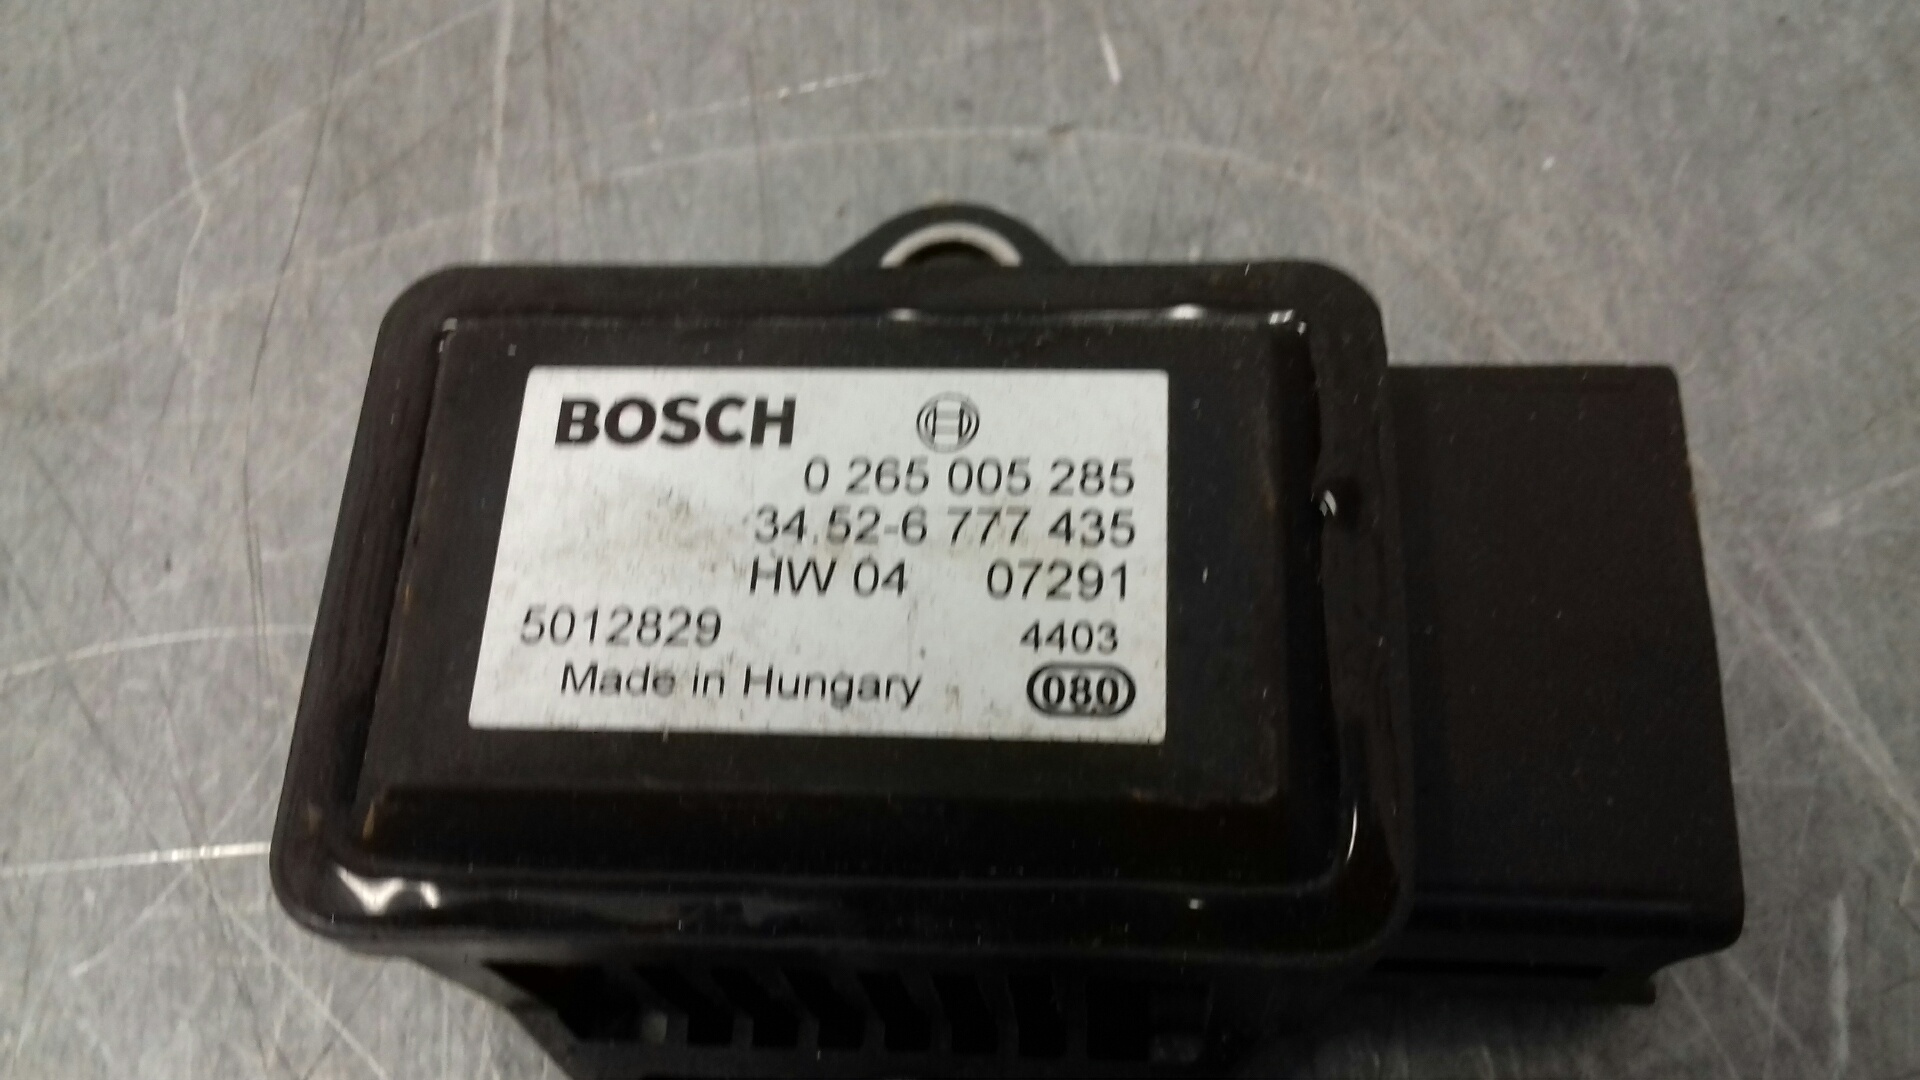 BOSCH
0 265 005 285
34.52-6 777 435
HW 04 07291
5012829 4403
Made in Hungary 080